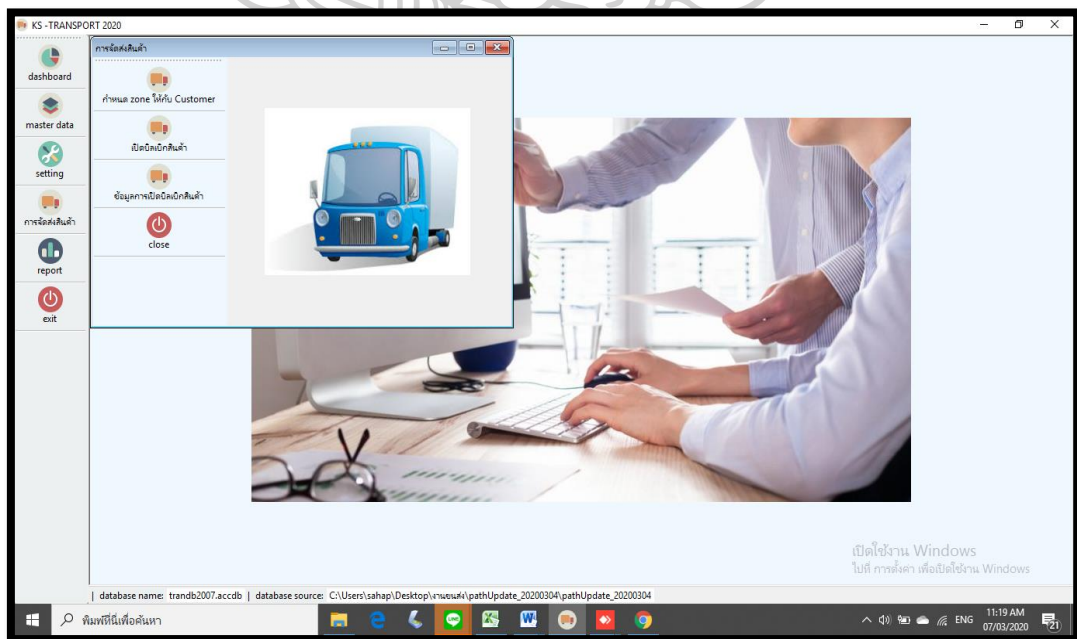 KS -TRANSPORT 2020
dashboard
master data
setting
การจัดส่งสินค้า
report
exit
การจัดส่งสินค้า
กำหนด zone ให้กับ Customer
เปิดบิลเบิกสินค้า
ข้อมูลการเปิดบิลเบิกสินค้า
close
เปิดใช้งาน Windows
ไปที่ การตั้งค่า เพื่อเปิดใช้งาน Windows
| database name: trandb2007.accdb | database source: C:\Users\sahap\Desktop\งานขนส่ง\pathUpdate_20200304\pathUpdate_20200304
พิมพ์ที่นี่เพื่อค้นหา
LINE
ENG
11:19 AM
07/03/2020
21